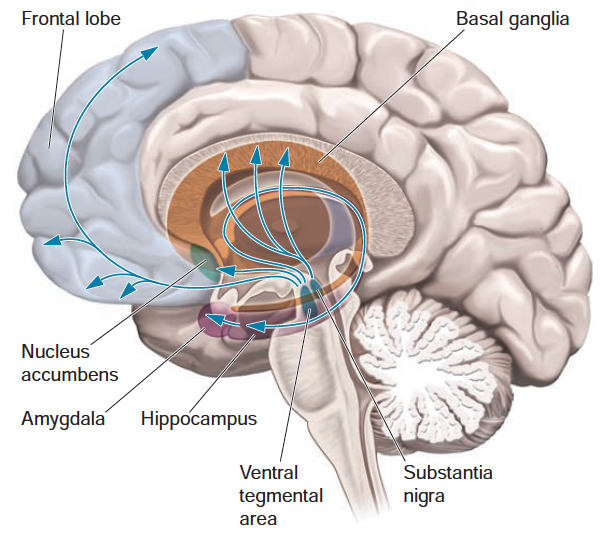 Frontal lobe
Basal ganglia
Nucleus
accumbens
Amygdala
Hippocampus
Ventral
tegmental
area
Substantia
nigra